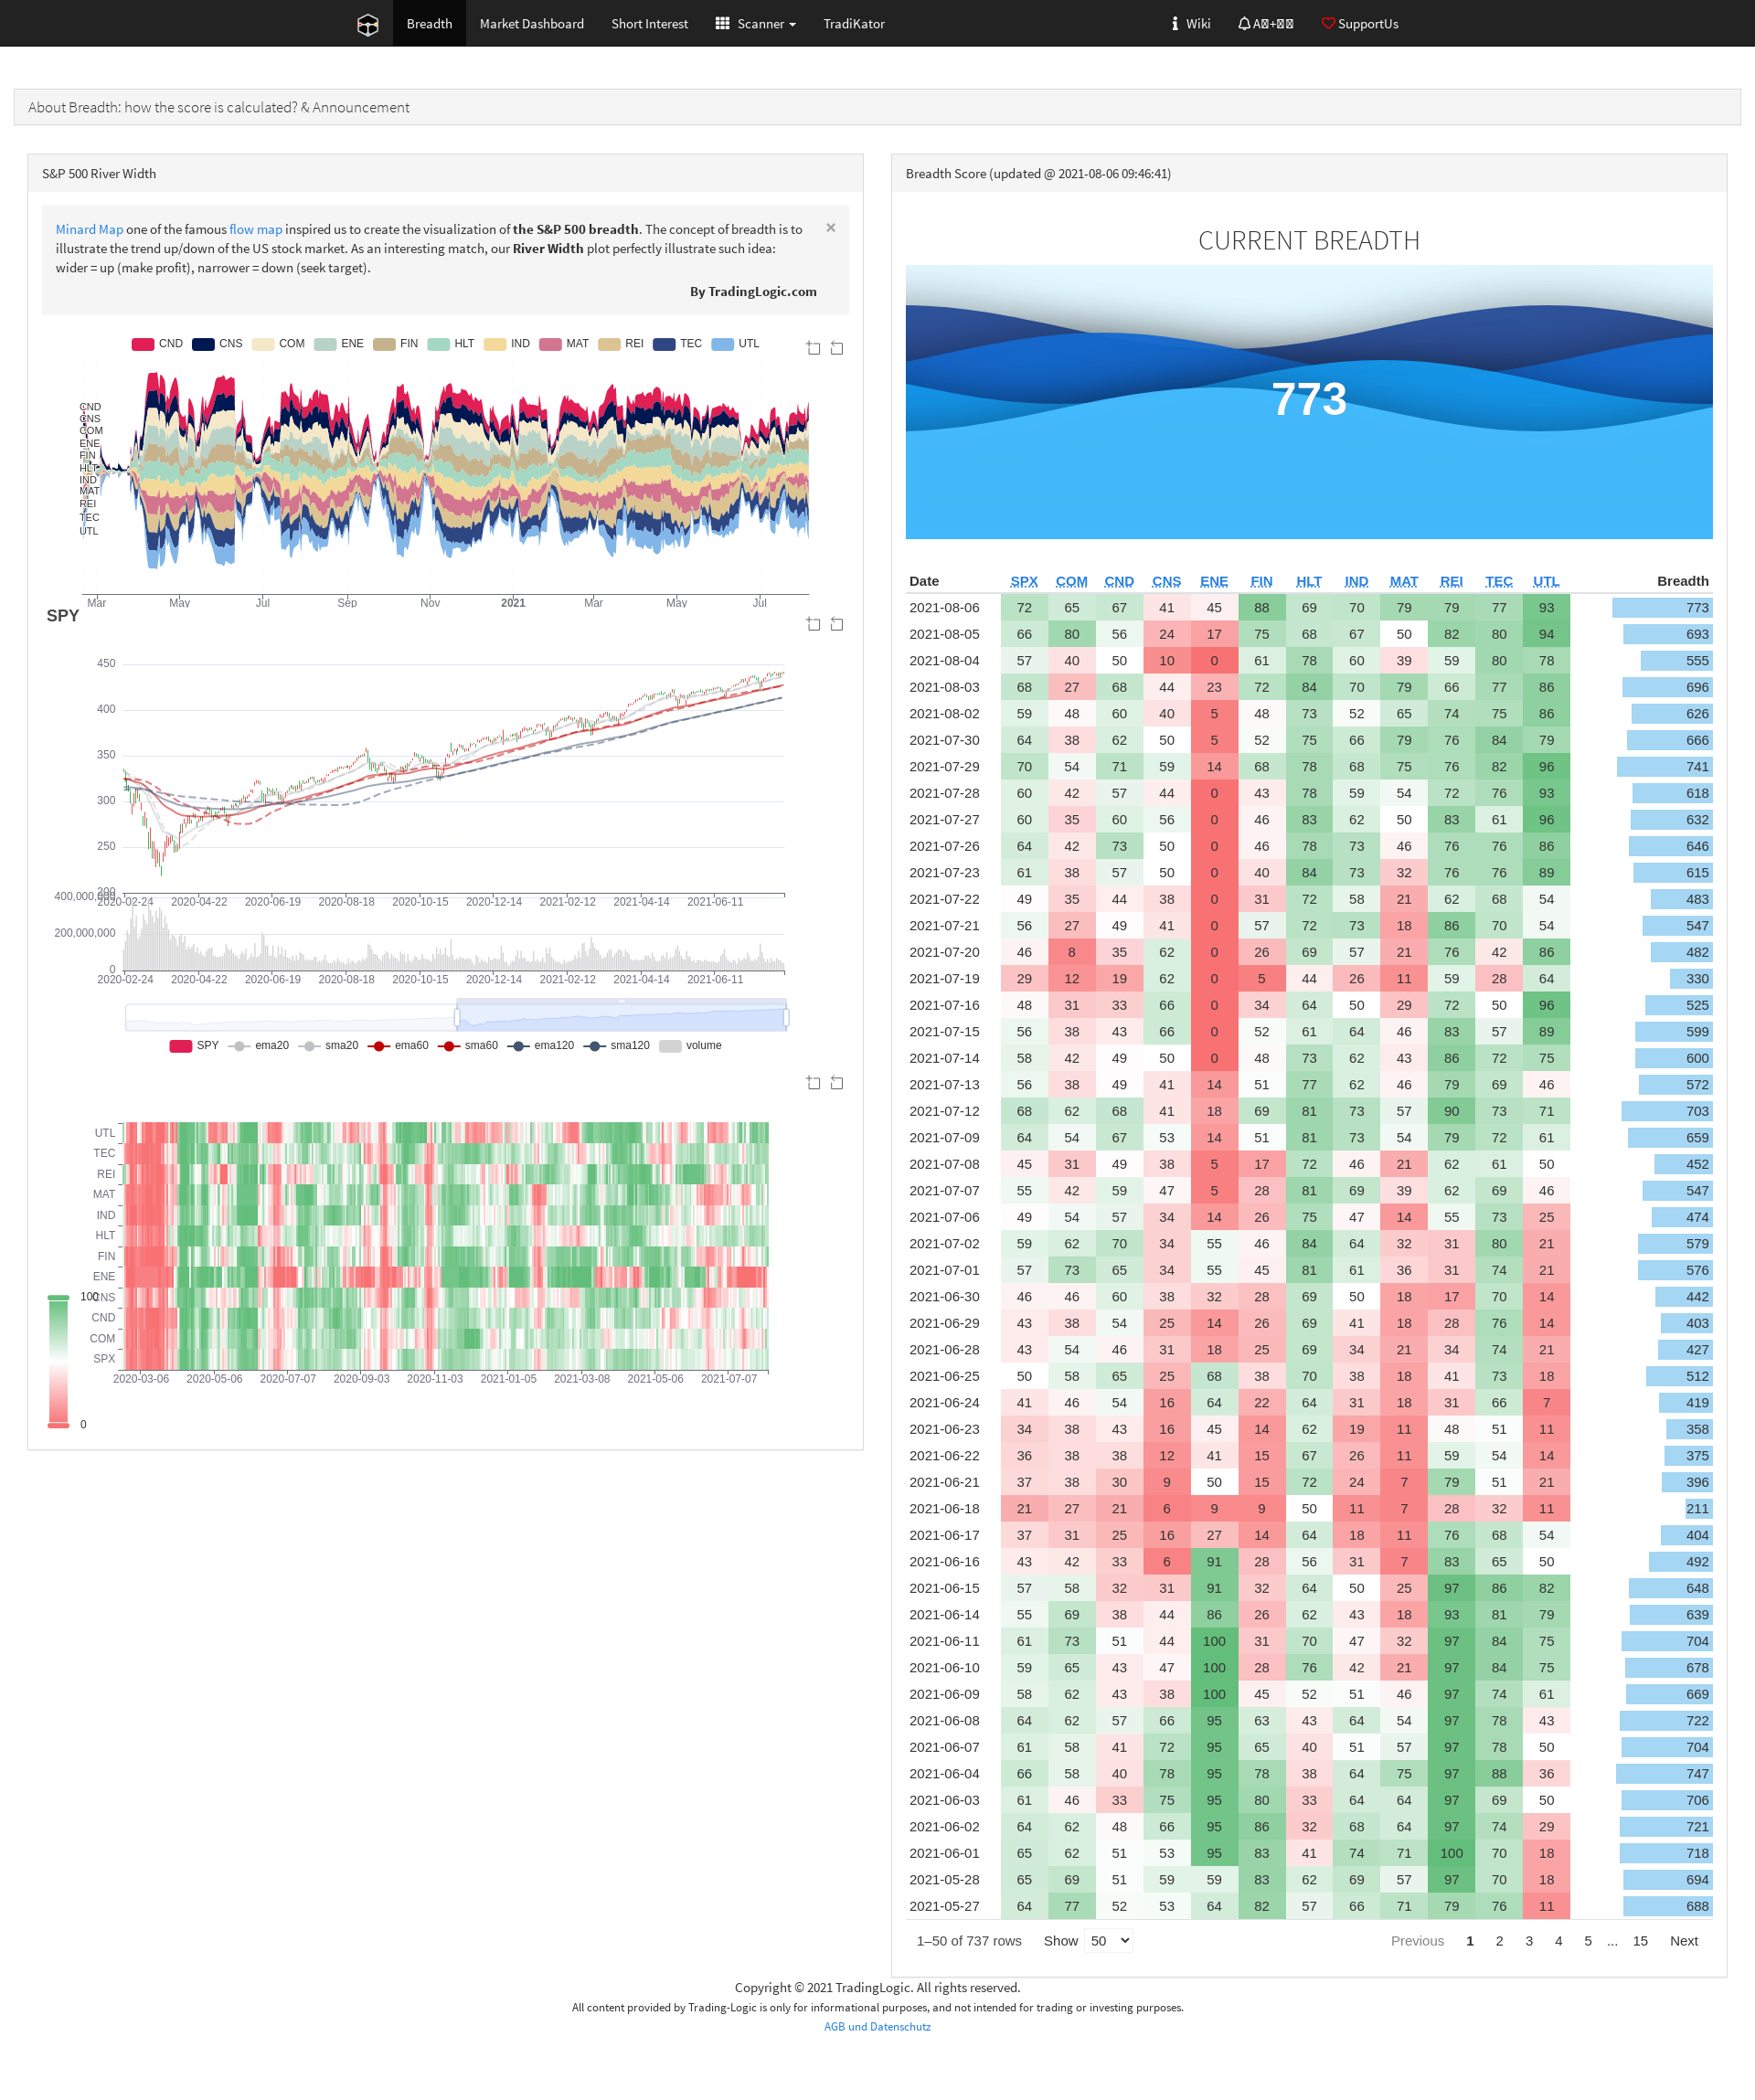 Breadth Market Dashboard Short Interest Scanner TradiKator Wiki SupportUs
About Breadth: how the score is calculated? & Announcement
S&P 500 River Width
Minard Map one of the famous flow map inspired us to create the visualization of the S&P 500 breadth. The concept of breadth is to
illustrate the trend up/down of the US stock market. As an interesting match, our River Width plot perfectly illustrate such idea:
wider = up (make profit), narrower = down (seek target).
×
By TradingLogic.com
CND CNS COM ENE FIN HLT IND MAT REI TEC UTL
CND
CNS
COM
ENE
FIN
HLT
IND
MAT
REI
TEC
UTL
Mar May Jul Sep Nov 2021 Mar May Jul
SPY
450
400
350
300
250
200
2020-02-24 2020-04-22 2020-06-19 2020-08-18 2020-10-15 2020-12-14 2021-02-12 2021-04-14 2021-06-11
400,000,000
200,000,000
0
2020-02-24 2020-04-22 2020-06-19 2020-08-18 2020-10-15 2020-12-14 2021-02-12 2021-04-14 2021-06-11
SPY ema20 sma20 ema60 sma60 ema120 sma120 volume
UTL
TEC
REI
MAT
IND
HLT
FIN
ENE
CNS
CND
COM
SPX
2020-03-06 2020-05-06 2020-07-07 2020-09-03 2020-11-03 2021-01-05 2021-03-08 2021-05-06 2021-07-07
100
0
Breadth Score (updated @ 2021-08-06 09:46:41)
CURRENT BREADTH
773
Date SPX COM CND CNS ENE FIN HLT IND MAT REI TEC UTL Breadth
2021-08-06 72 65 67 41 45 88 69 70 79 79 77 93 773
2021-08-05 66 80 56 24 17 75 68 67 50 82 80 94 693
2021-08-04 57 40 50 10 0 61 78 60 39 59 80 78 555
2021-08-03 68 27 68 44 23 72 84 70 79 66 77 86 696
2021-08-02 59 48 60 40 5 48 73 52 65 74 75 86 626
2021-07-30 64 38 62 50 5 52 75 66 79 76 84 79 666
2021-07-29 70 54 71 59 14 68 78 68 75 76 82 96 741
2021-07-28 60 42 57 44 0 43 78 59 54 72 76 93 618
2021-07-27 60 35 60 56 0 46 83 62 50 83 61 96 632
2021-07-26 64 42 73 50 0 46 78 73 46 76 76 86 646
2021-07-23 61 38 57 50 0 40 84 73 32 76 76 89 615
2021-07-22 49 35 44 38 0 31 72 58 21 62 68 54 483
2021-07-21 56 27 49 41 0 57 72 73 18 86 70 54 547
2021-07-20 46 8 35 62 0 26 69 57 21 76 42 86 482
2021-07-19 29 12 19 62 0 5 44 26 11 59 28 64 330
2021-07-16 48 31 33 66 0 34 64 50 29 72 50 96 525
2021-07-15 56 38 43 66 0 52 61 64 46 83 57 89 599
2021-07-14 58 42 49 50 0 48 73 62 43 86 72 75 600
2021-07-13 56 38 49 41 14 51 77 62 46 79 69 46 572
2021-07-12 68 62 68 41 18 69 81 73 57 90 73 71 703
2021-07-09 64 54 67 53 14 51 81 73 54 79 72 61 659
2021-07-08 45 31 49 38 5 17 72 46 21 62 61 50 452
2021-07-07 55 42 59 47 5 28 81 69 39 62 69 46 547
2021-07-06 49 54 57 34 14 26 75 47 14 55 73 25 474
2021-07-02 59 62 70 34 55 46 84 64 32 31 80 21 579
2021-07-01 57 73 65 34 55 45 81 61 36 31 74 21 576
2021-06-30 46 46 60 38 32 28 69 50 18 17 70 14 442
2021-06-29 43 38 54 25 14 26 69 41 18 28 76 14 403
2021-06-28 43 54 46 31 18 25 69 34 21 34 74 21 427
2021-06-25 50 58 65 25 68 38 70 38 18 41 73 18 512
2021-06-24 41 46 54 16 64 22 64 31 18 31 66 7 419
2021-06-23 34 38 43 16 45 14 62 19 11 48 51 11 358
2021-06-22 36 38 38 12 41 15 67 26 11 59 54 14 375
2021-06-21 37 38 30 9 50 15 72 24 7 79 51 21 396
2021-06-18 21 27 21 6 9 9 50 11 7 28 32 11 211
2021-06-17 37 31 25 16 27 14 64 18 11 76 68 54 404
2021-06-16 43 42 33 6 91 28 56 31 7 83 65 50 492
2021-06-15 57 58 32 31 91 32 64 50 25 97 86 82 648
2021-06-14 55 69 38 44 86 26 62 43 18 93 81 79 639
2021-06-11 61 73 51 44 100 31 70 47 32 97 84 75 704
2021-06-10 59 65 43 47 100 28 76 42 21 97 84 75 678
2021-06-09 58 62 43 38 100 45 52 51 46 97 74 61 669
2021-06-08 64 62 57 66 95 63 43 64 54 97 78 43 722
2021-06-07 61 58 41 72 95 65 40 51 57 97 78 50 704
2021-06-04 66 58 40 78 95 78 38 64 75 97 88 36 747
2021-06-03 61 46 33 75 95 80 33 64 64 97 69 50 706
2021-06-02 64 62 48 66 95 86 32 68 64 97 74 29 721
2021-06-01 65 62 51 53 95 83 41 74 71 100 70 18 718
2021-05-28 65 69 51 59 59 83 62 69 57 97 70 18 694
2021-05-27 64 77 52 53 64 82 57 66 71 79 76 11 688
1–50 of 737 rows Show 50 Previous 1 2 3 4 5 ... 15 Next
Copyright © 2021 TradingLogic. All rights reserved.
All content provided by Trading-Logic is only for informational purposes, and not intended for trading or investing purposes.
AGB und Datenschutz